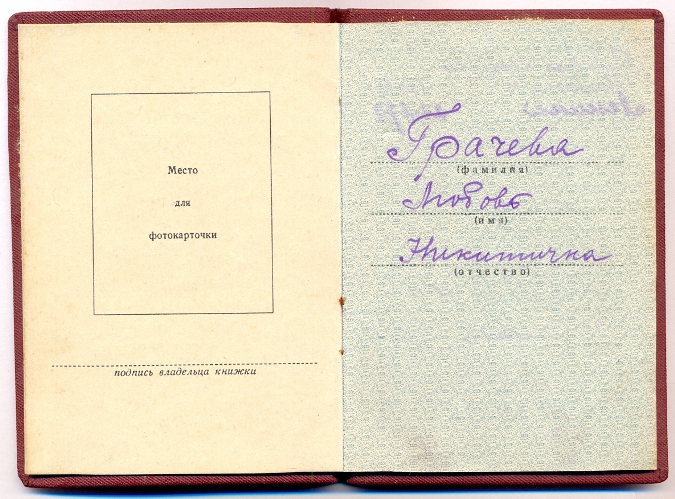 Место
для
фотокарточки
подпись владельца книжки
Грачева
(фамилия)
Любовь
(имя)
Никитична
(отчество)